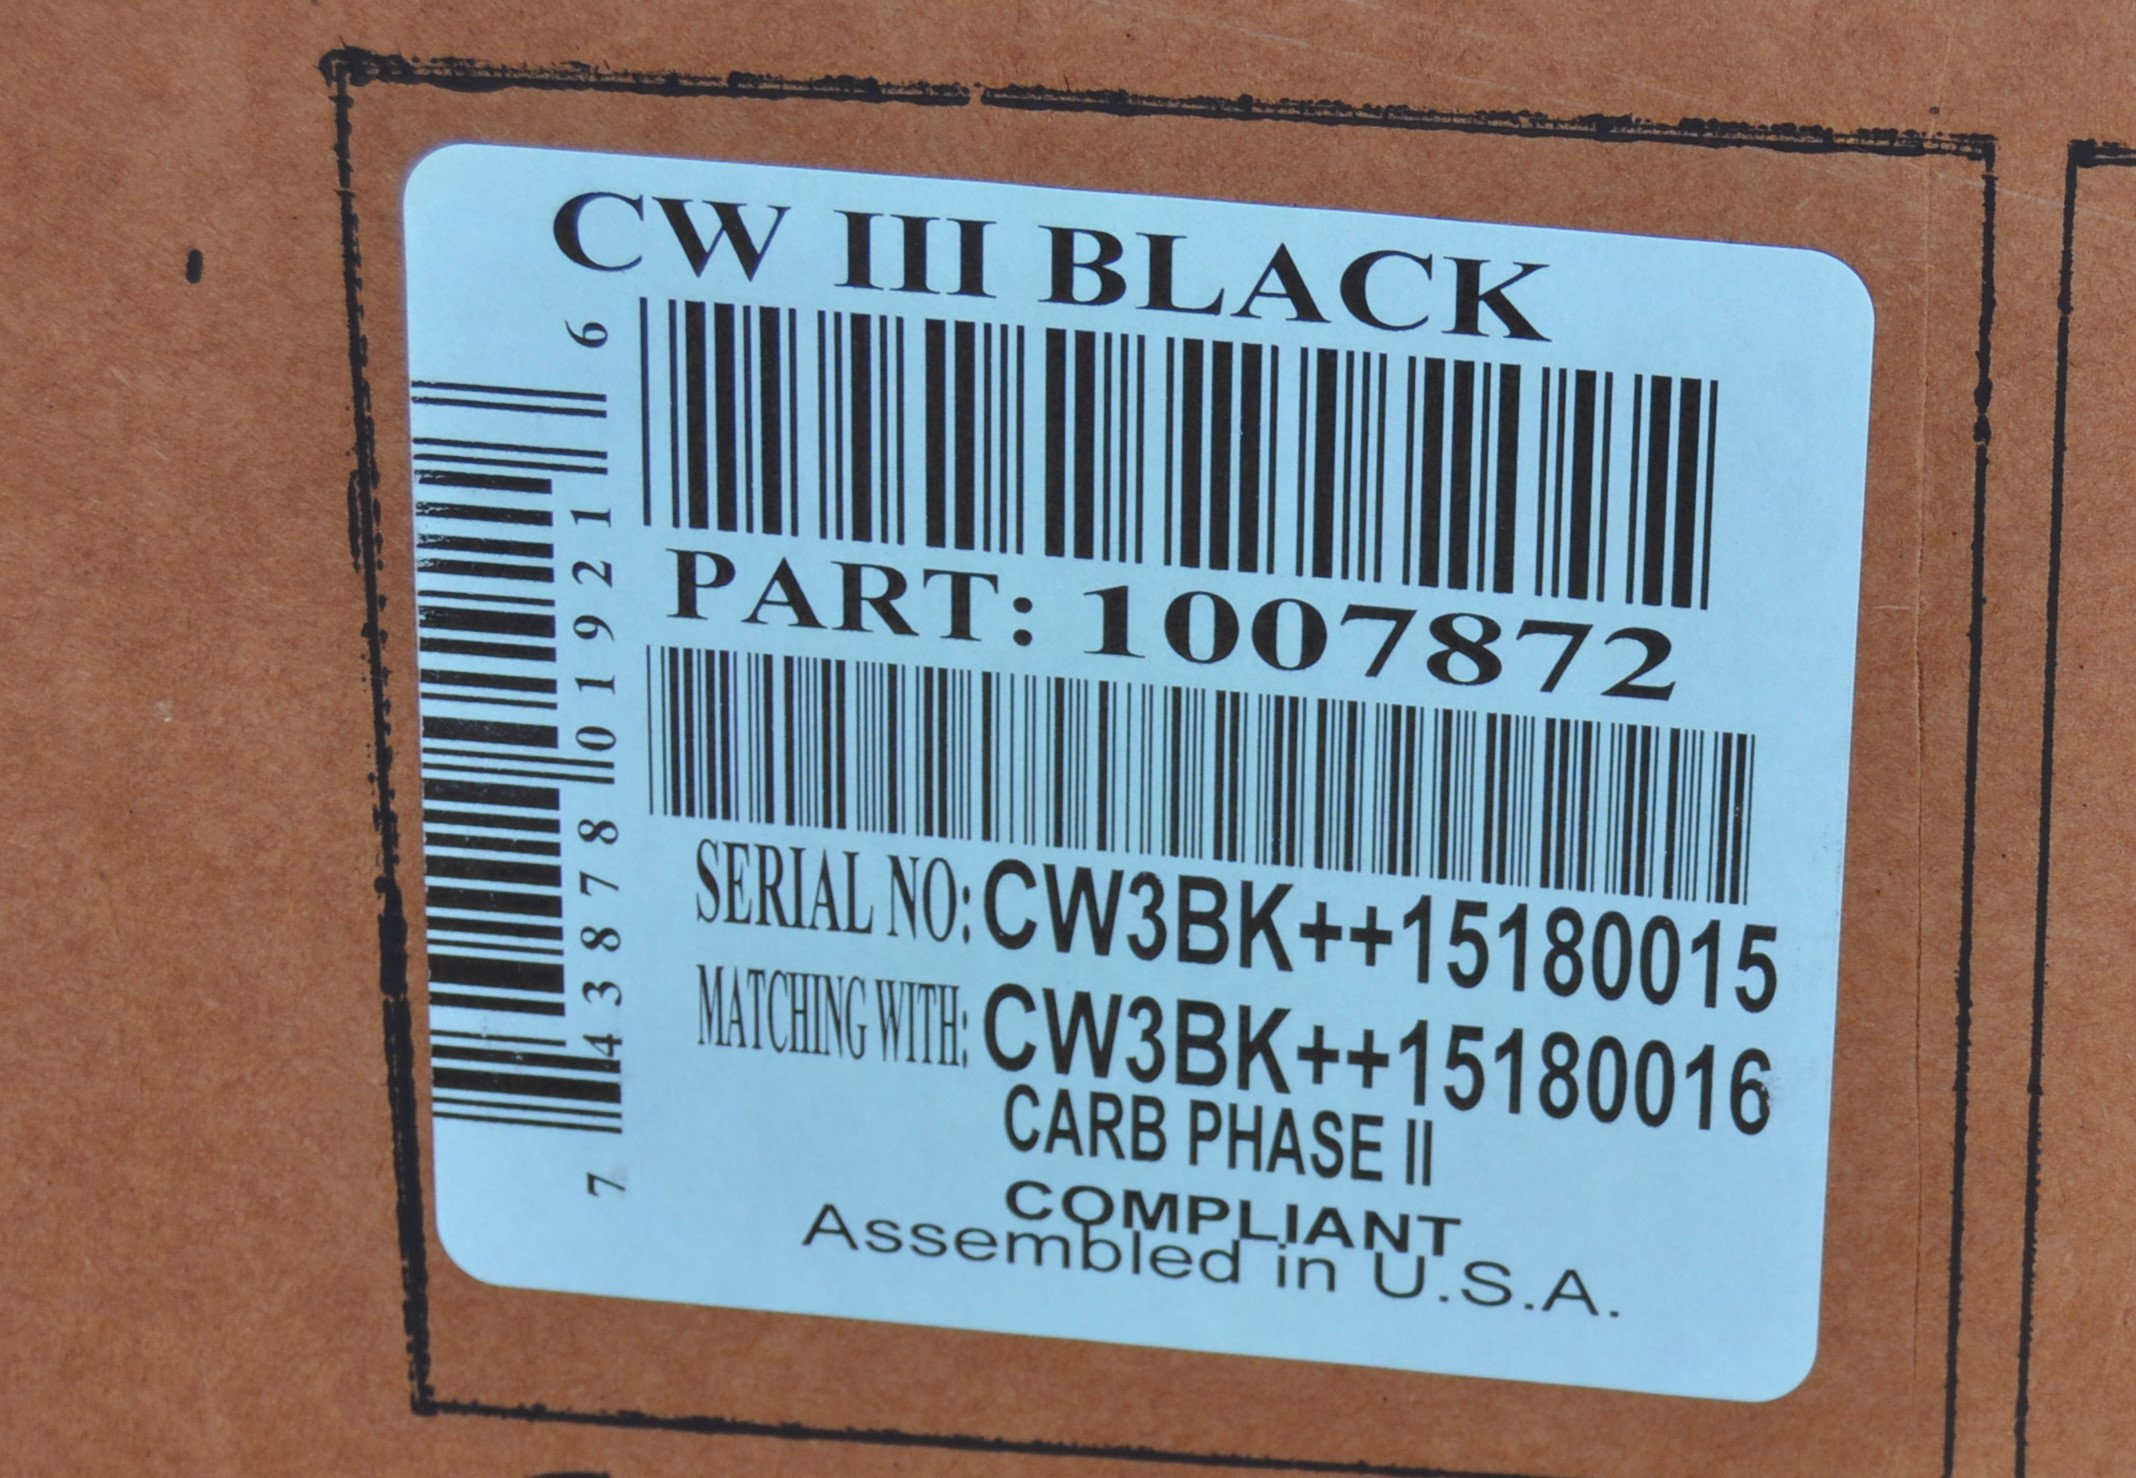 CW III BLACK
PART: 1007872
SERIAL NO: CW3BK++15180015
MATCHING WITH: CW3BK++15180016
CARB PHASE II
COMPLIANT
Assembled in U.S.A.
7 43878 01921 6